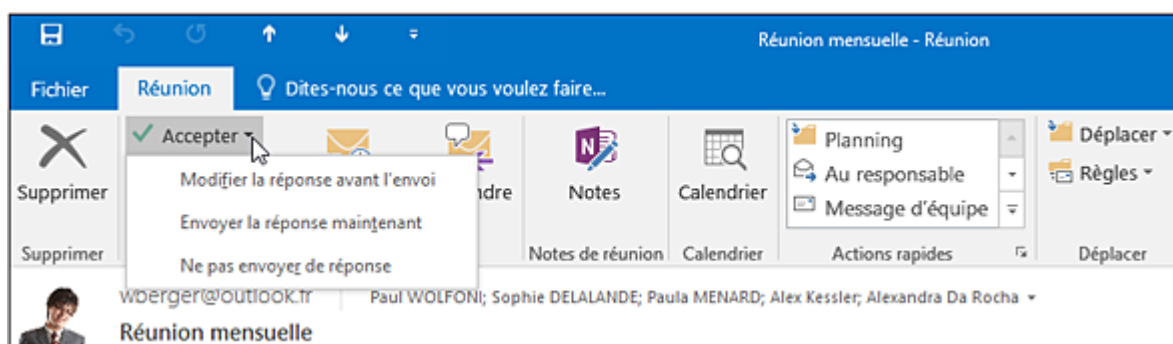 Réunion mensuelle - Réunion
Fichier Réunion Dites-nous ce que vous voulez faire...
Supprimer
Accepter
Modifier la réponse avant l'envoi
Envoyer la réponse maintenant
Ne pas envoyer de réponse
ndre
Notes
Calendrier
Planning
Au responsable
Message d'équipe
Déplacer
Règles
Supprimer Notes de réunion Calendrier Actions rapides Déplacer
wberger@outlook.fr Paul WOLFONI; Sophie DELALANDE; Paula MENARD; Alex Kessler; Alexandra Da Rocha
Réunion mensuelle